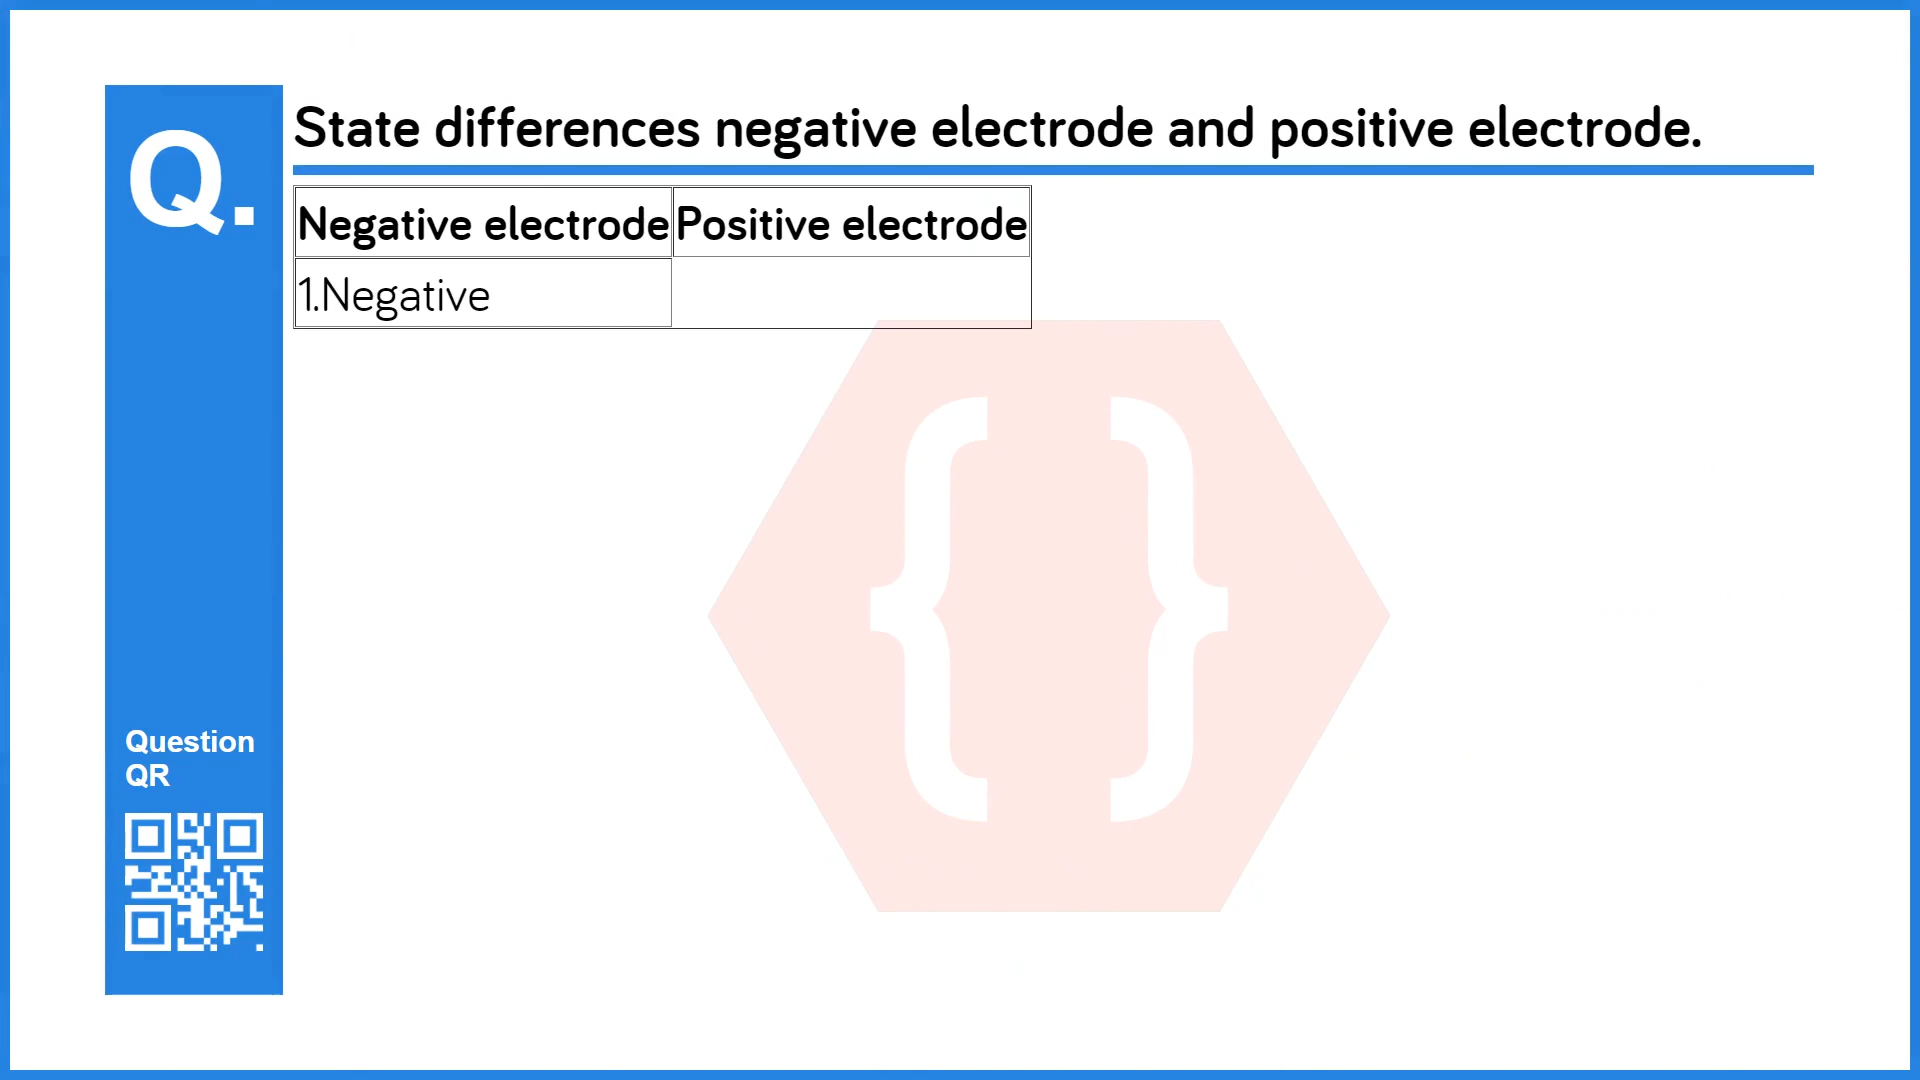 Q.
State differences negative electrode and positive electrode.
Negative electrode Positive electrode
1.Negative
Question
QR
{ }